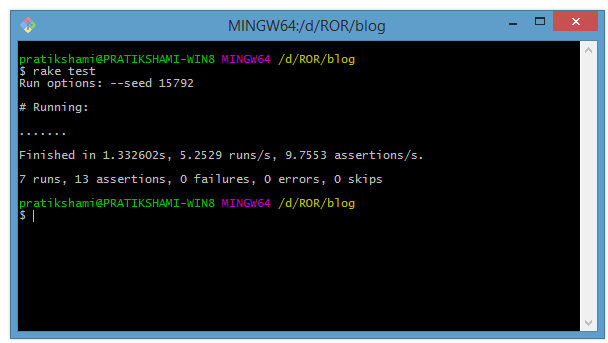 MINGW64:/d/ROR/blog
pratikshami@PRATIKSHAMI-WIN8 MINGW64 /d/ROR/blog
$ rake test
Run options: --seed 15792
# Running:
.......
Finished in 1.332602s, 5.2529 runs/s, 9.7553 assertions/s.
7 runs, 13 assertions, 0 failures, 0 errors, 0 skips
pratikshami@PRATIKSHAMI-WIN8 MINGW64 /d/ROR/blog
$